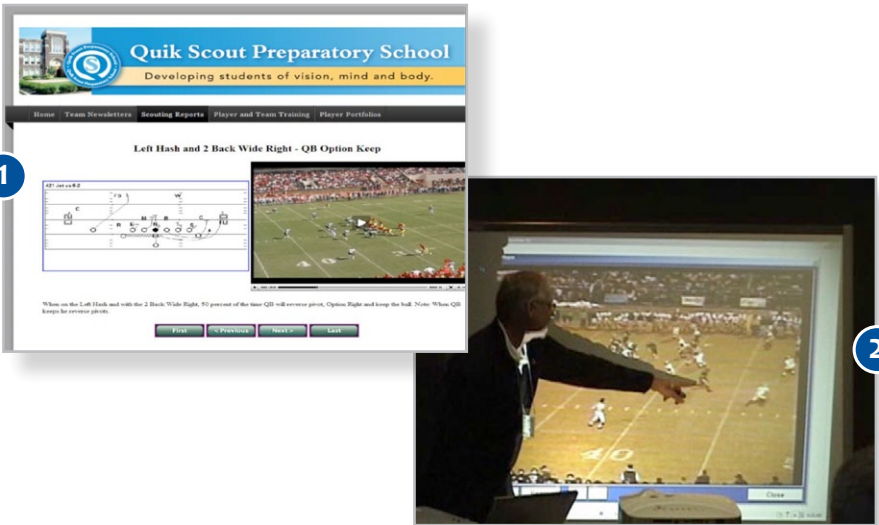 Quik Scout Preparatory School
Developing students of vision, mind and body.
Home Team Newsletters Scouting Reports Player and Team Training Player Portfolios
Left Hash and 2 Back Wide Right - QB Option Keep
1
When on the Left Hash and with the 2 Back Wide Right, 50 percent of the time QB will reverse pivot, Option Right and keep the ball. Note: When QB
keeps he reverse pivots.
First < Previous Next > Last
2
40
Close